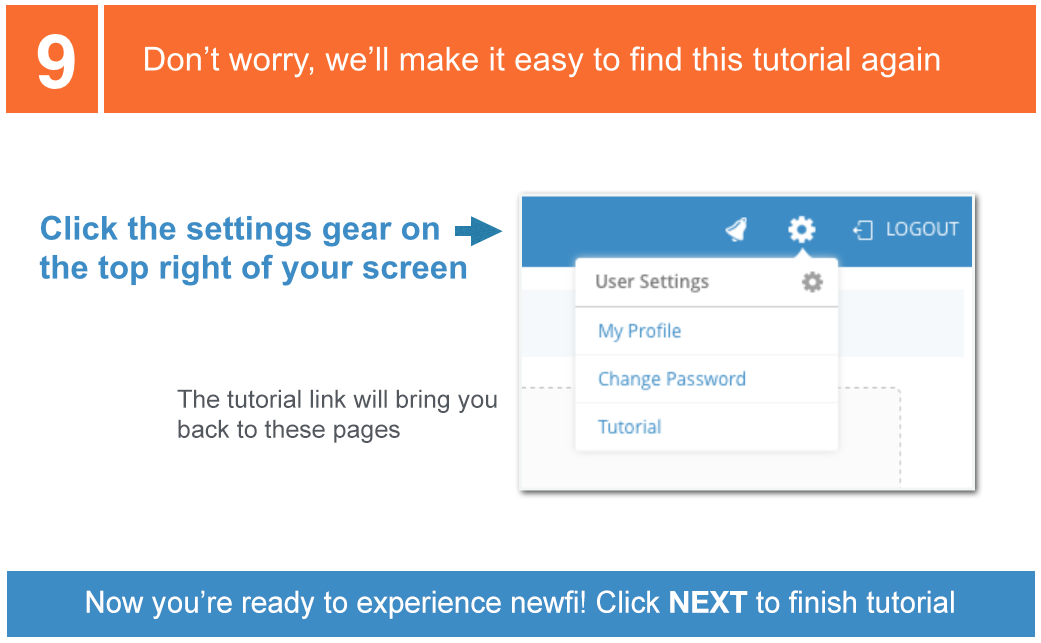 9
Don’t worry, we’ll make it easy to find this tutorial again
Click the settings gear on
the top right of your screen
The tutorial link will bring you
back to these pages
LOGOUT
User Settings
My Profile
Change Password
Tutorial
Now you’re ready to experience newfi! Click NEXT to finish tutorial